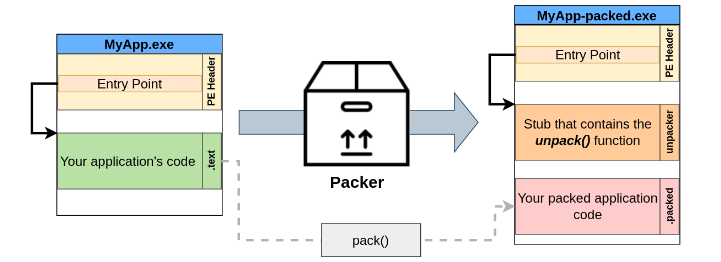 MyApp.exe
Entry Point
PE Header
Your application's code
.text
Packer
pack()
MyApp-packed.exe
Entry Point
PE Header
Stub that contains the
unpack() function
unpacker
Your packed application
code
.packed